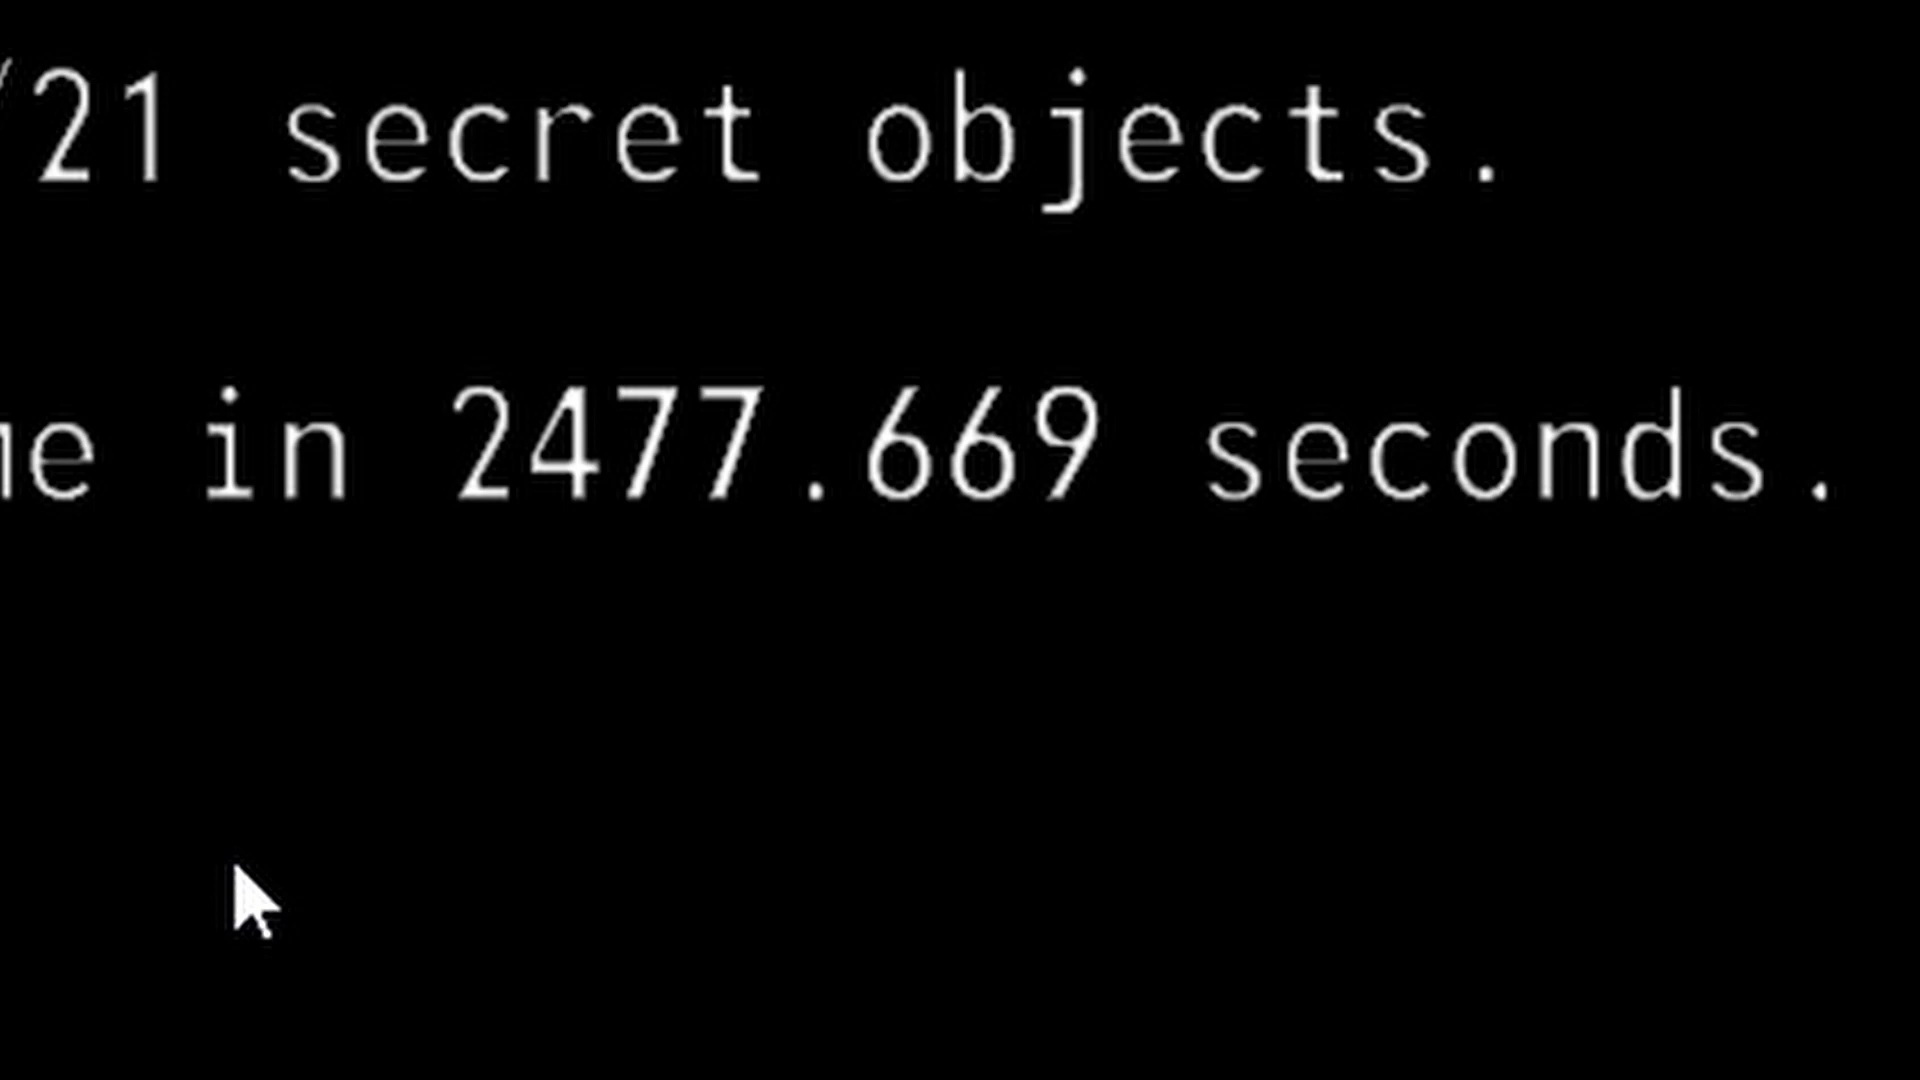 /21 secret objects.
e in 2477.669 seconds.